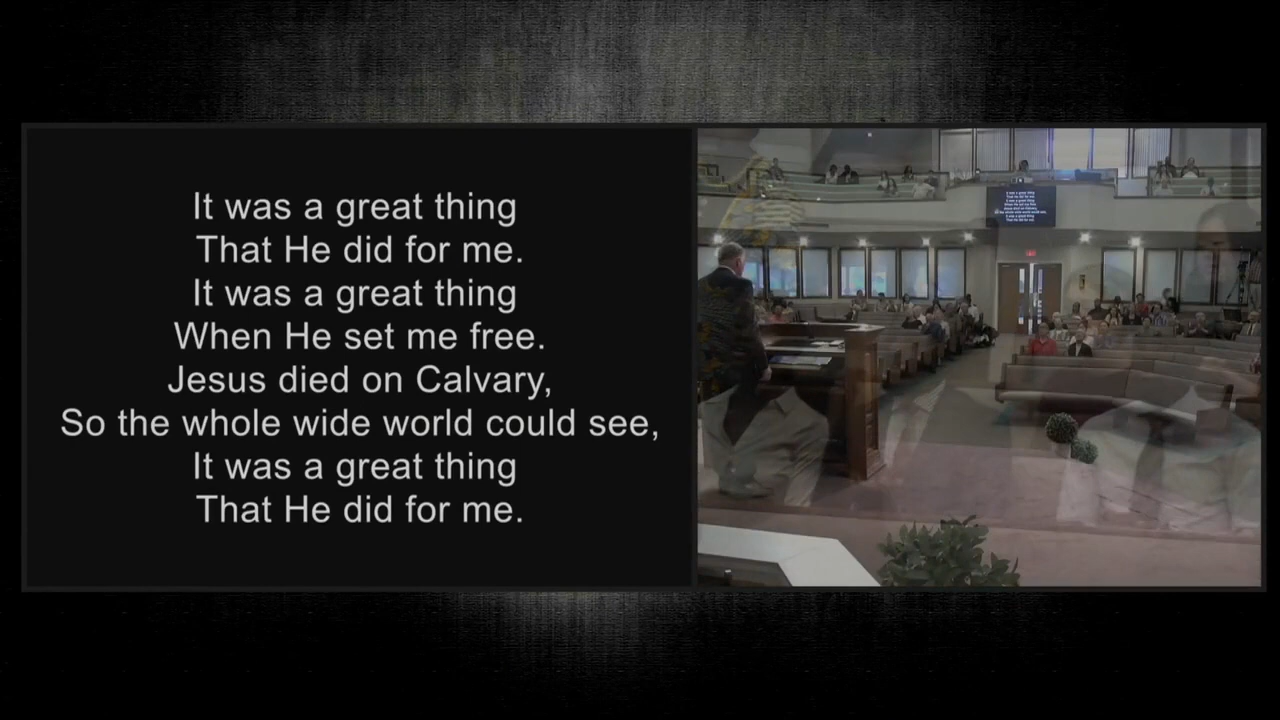 It was a great thing
That He did for me.
It was a great thing
When He set me free.
Jesus died on Calvary,
So the whole wide world could see,
It was a great thing
That He did for me.